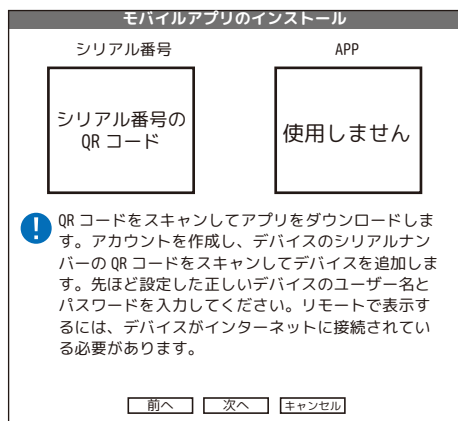 モバイルアプリのインストール
シリアル番号
APP
シリアル番号の
QRコード
使用しません
! QRコードをスキャンしてアプリをダウンロードしま
す。アカウントを作成し、デバイスのシリアルナン
バーのQRコードをスキャンしてデバイスを追加しま
す。先ほど設定した正しいデバイスのユーザー名と
パスワードを入力してください。リモートで表示す
るには、デバイスがインターネットに接続されてい
る必要があります。
前へ 次へ キャンセル